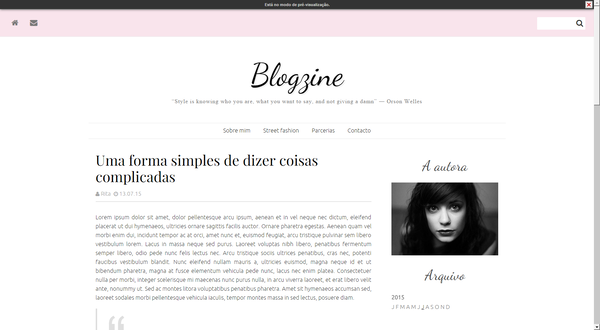 Está no modo de pré-visualização.
Blogzine
"Style is knowing who you are, what you want to say, and not giving a damn" — Orson Welles
Sobre mim Street fashion Parcerias Contacto
Uma forma simples de dizer coisas
complicadas
Rita 13.07.15
Lorem ipsum dolor sit amet, dolor pellentesque arcu ipsum, aenean et in vel neque nec dictum, eleifend
placerat ut dui hymenaeos, ultricies ornare sagittis facilis auctor. Ornare pharetra egestas. Aenean quam vel
morbi enim dui, incidunt tempor ac at orci, amet nunc et, euismod feugiat, arcu tristique pulvinar sem libero
vestibulum lorem. Lacus in massa neque sed purus. Laoreet voluptas nibh libero, penatibus fermentum
semper libero, odio pede nunc felis lectus nec. Arcu tristique sociis ultrices penatibus, cras nec, potenti
faucibus vestibulum blandit. Nunc eleifend nullam mauris a, ultricies euismod, magna neque id et ut
bibendum pharetra, magna at fusce elementum vehicula pede nunc, lacus nec enim platea. Consectetuer
nulla per morbi, integer scelerisque mi maecenas nunc purus nulla, in arcu viverra laoreet, et erat libero velit
ante, nonummy ut. Sed ac montes litora voluptatibus penatibus pharetra. Amet sit hymenaeos accumsan sed,
laoreet sodales morbi pellentesque vehicula iaculis, tempor montes massa in sed lectus, posuere diam.
“
A autora
Arquivo
2015
J F M A M J J A S O N D